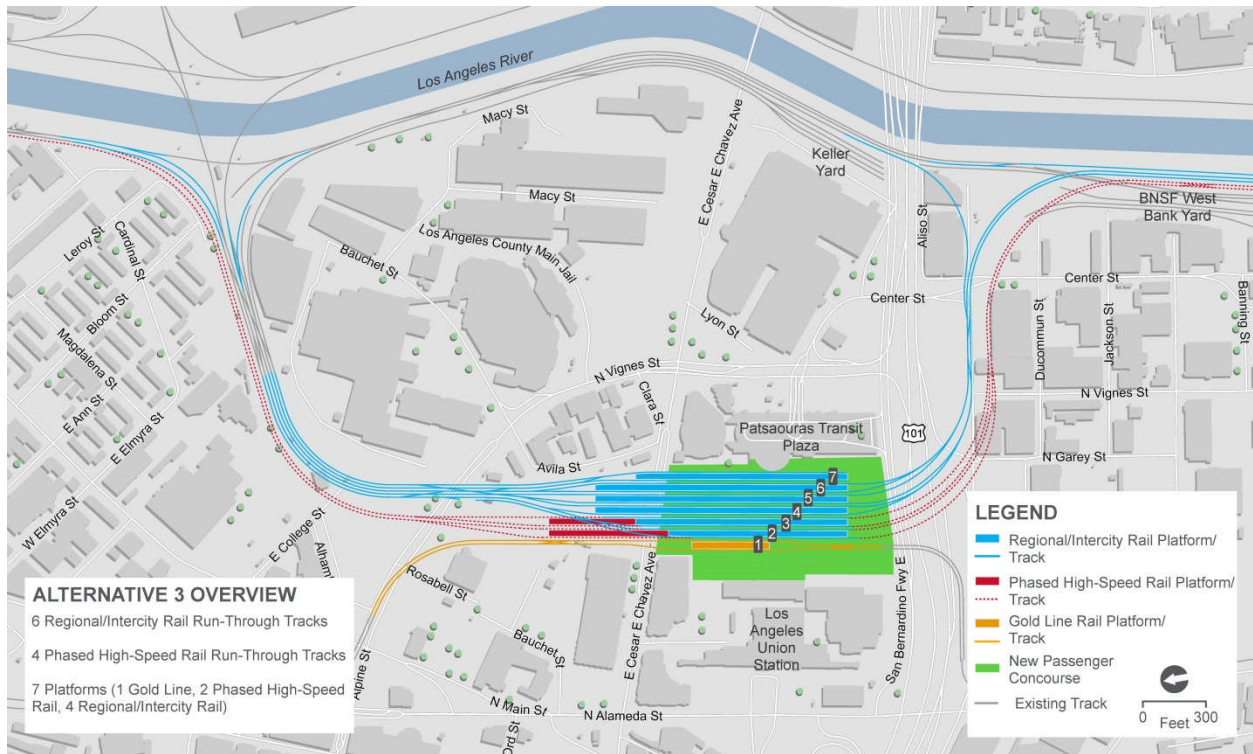 Los Angeles River
Macy St
E Cesar E Chavez Ave
Keller
Yard
Aliso St
BNSF West
Bank Yard
Macy St
Leroy St
Cardinal St
Los Angeles County Main Jail
Bauchet St
Bloom St
Center St
Center St
Banning St
Magdalena St
Lyon St
Ducommun St
Jackson St
N Vignes St
E Ann St
Clara St
N Vignes St
E Elmyra St
Patsaouras Transit
Plaza
101
Avila St
N Garey St
7
6
5
4
3
2
1
W Elmyra St
E College St
Rosabell St
Bauchet St
E Cesar E Chavez Ave
Los
Angeles
Union
Station
San Bernardino Fwy E
Alpine St
N Main St
Ord St
N Alameda St
ALTERNATIVE 3 OVERVIEW
6 Regional/Intercity Rail Run-Through Tracks
4 Phased High-Speed Rail Run-Through Tracks
7 Platforms (1 Gold Line, 2 Phased High-Speed
Rail, 4 Regional/Intercity Rail)
LEGEND
Regional/Intercity Rail Platform/
Track
Phased High-Speed Rail Platform/
Track
Gold Line Rail Platform/
Track
New Passenger
Concourse
Existing Track
0 300
Feet